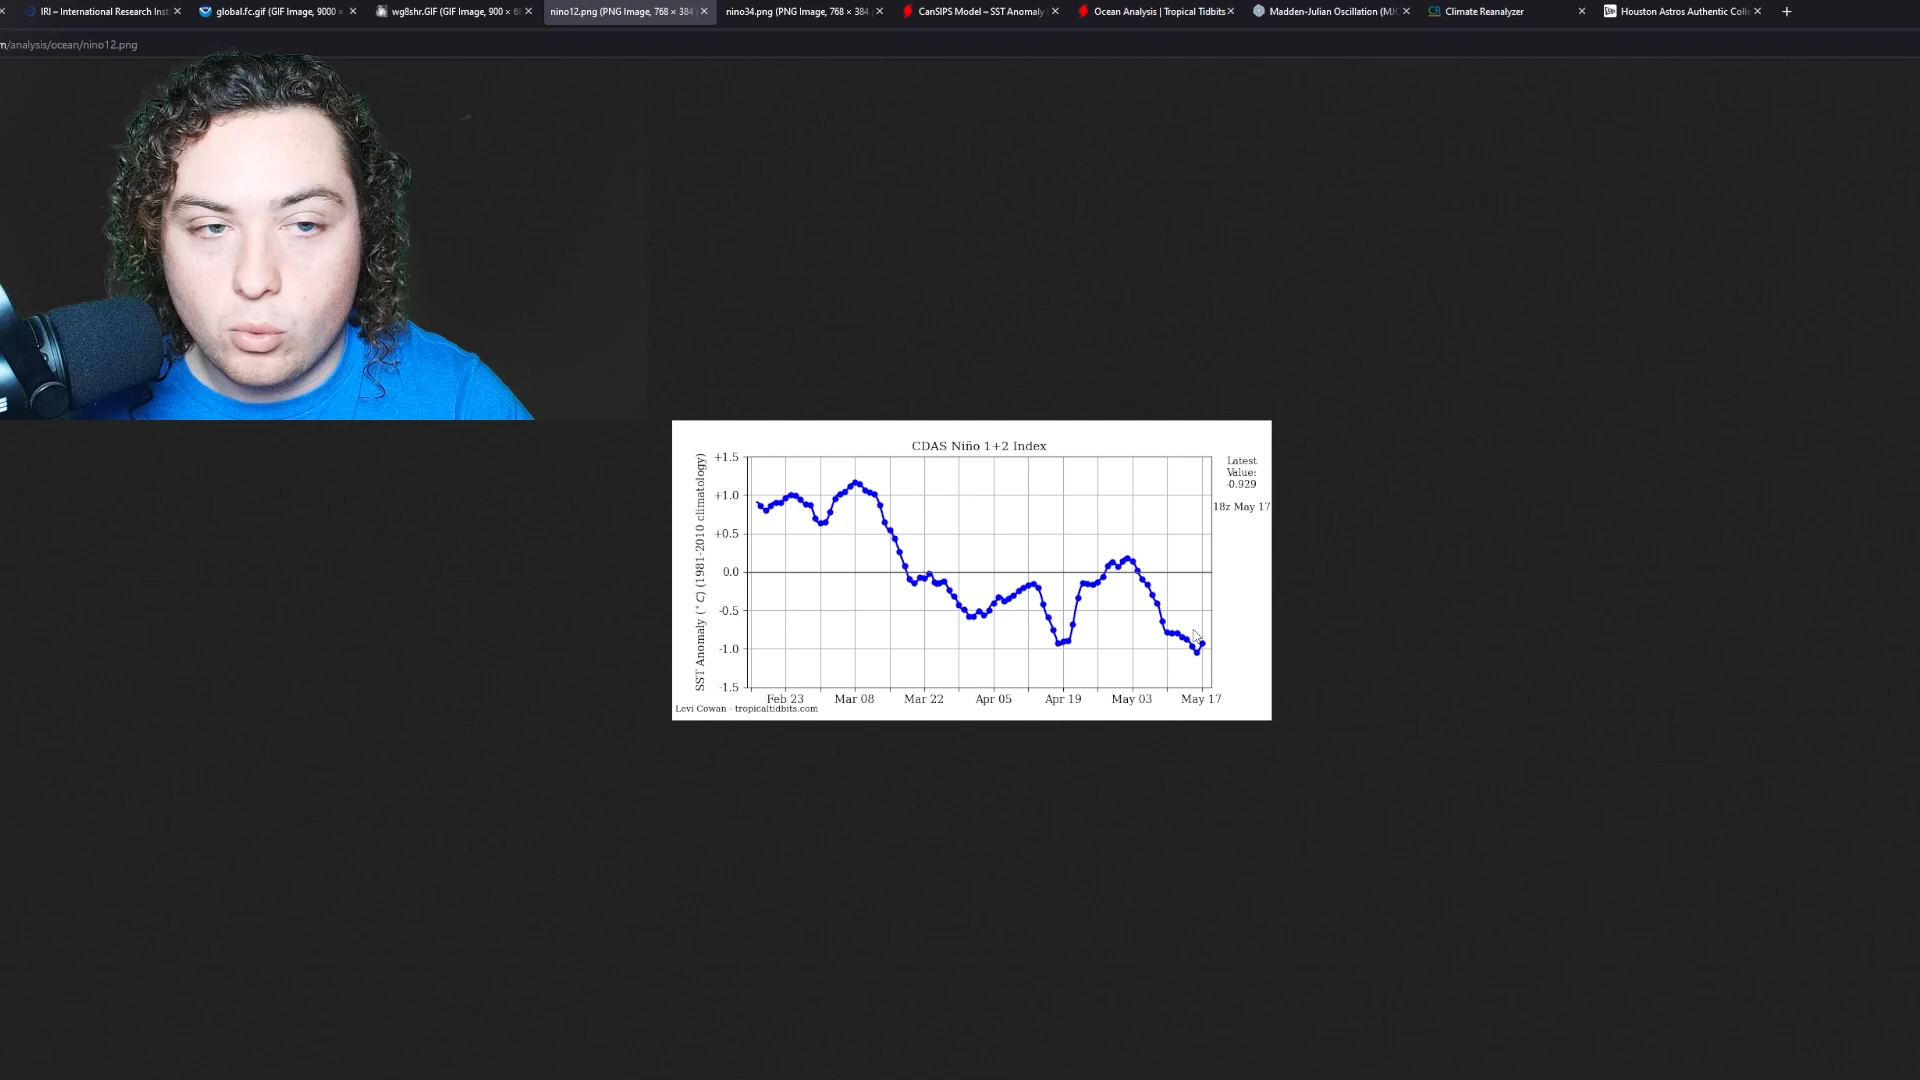 IRI – International Research Inst
global.fc.gif (GIF Image, 9000 ×
wg8shr.GIF (GIF Image, 900 × 6
nino12.png (PNG Image, 768 × 384
nino34.png (PNG Image, 768 × 384
CanSIPS Model – SST Anomaly
Ocean Analysis | Tropical Tidbits
Madden-Julian Oscillation (MJO
CR Climate Reanalyzer
Houston Astros Authentic Colle
m/analysis/ocean/nino12.png
CDAS Niño 1+2 Index
SST Anomaly (°C) (1981-2010 climatology)
+1.5
+1.0
+0.5
0.0
-0.5
-1.0
-1.5
Latest
Value:
-0.929
18z May 17
Feb 23 Mar 08 Mar 22 Apr 05 Apr 19 May 03 May 17
Levi Cowan - tropicaltidbits.com